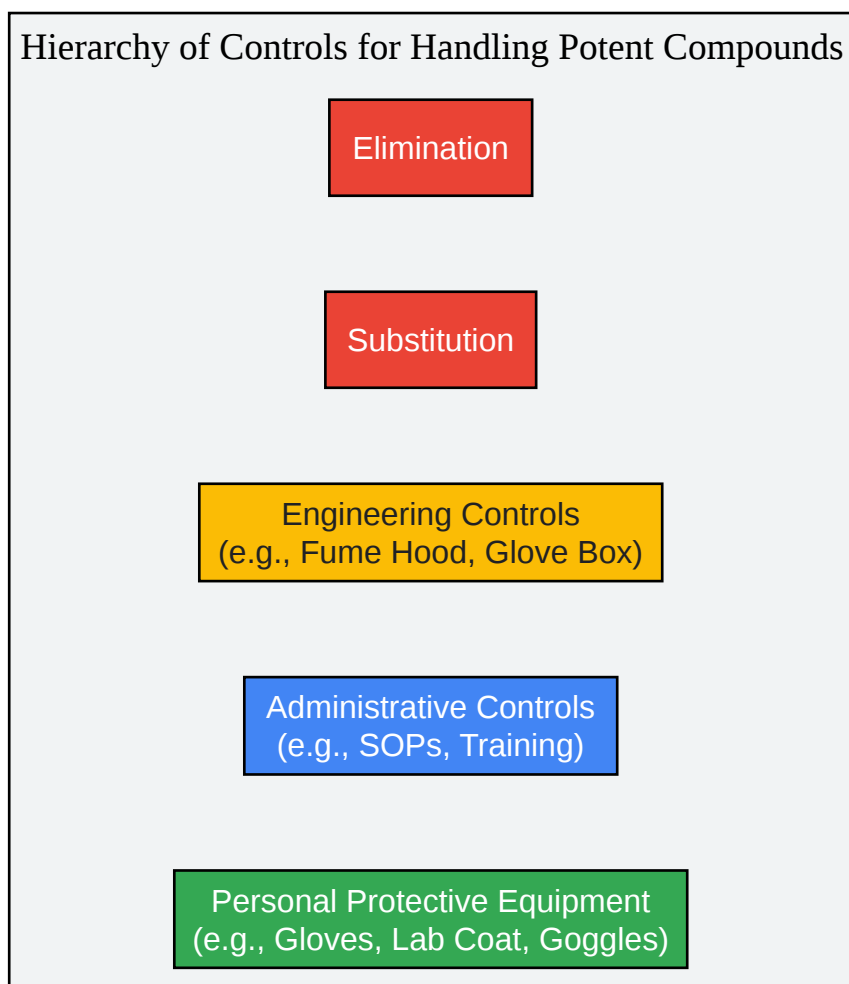 Hierarchy of Controls for Handling Potent Compounds
Elimination
Substitution
Engineering Controls
(e.g., Fume Hood, Glove Box)
Administrative Controls
(e.g., SOPs, Training)
Personal Protective Equipment
(e.g., Gloves, Lab Coat, Goggles)